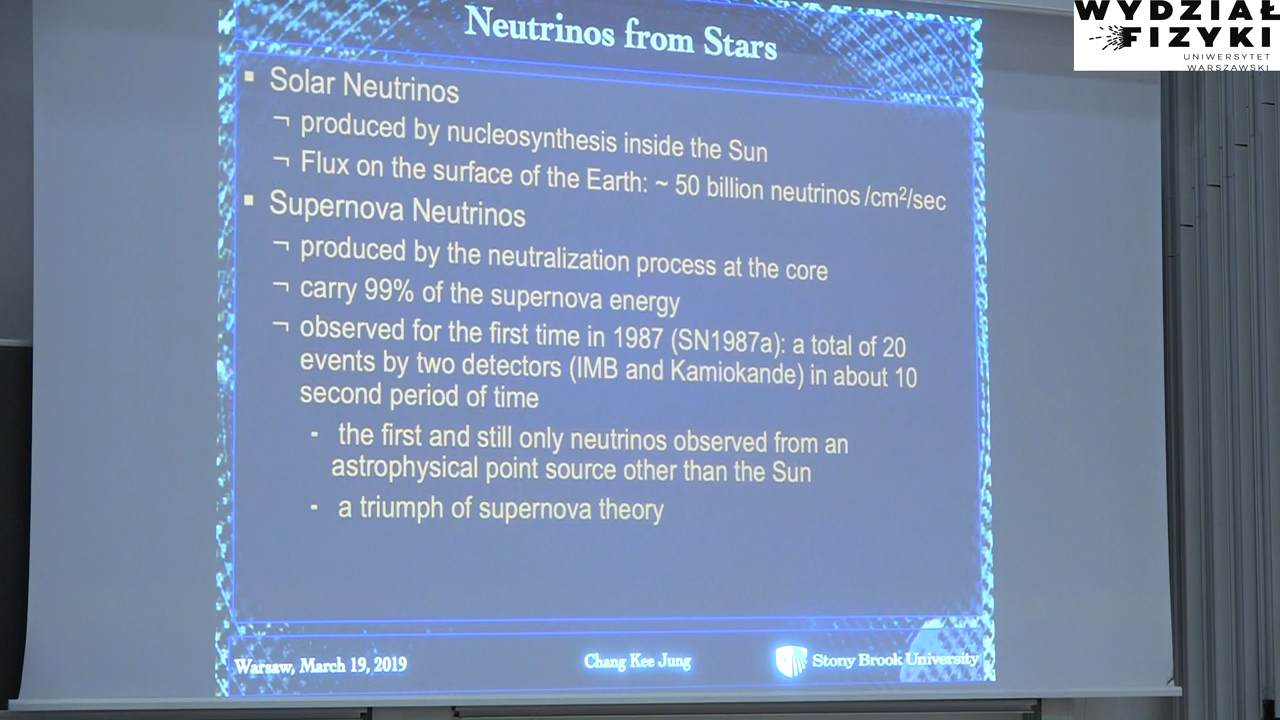 WYDZIAŁ
FIZYKI
UNIWERSYTET
WARSZAWSKI
Neutrinos from Stars
▪ Solar Neutrinos
¬ produced by nucleosynthesis inside the Sun
¬ Flux on the surface of the Earth: ~ 50 billion neutrinos /cm²/sec
▪ Supernova Neutrinos
¬ produced by the neutralization process at the core
¬ carry 99% of the supernova energy
¬ observed for the first time in 1987 (SN1987a): a total of 20
events by two detectors (IMB and Kamiokande) in about 10
second period of time
- the first and still only neutrinos observed from an
astrophysical point source other than the Sun
- a triumph of supernova theory
Warsaw, March 19, 2019
Chang Kee Jung
Stony Brook University